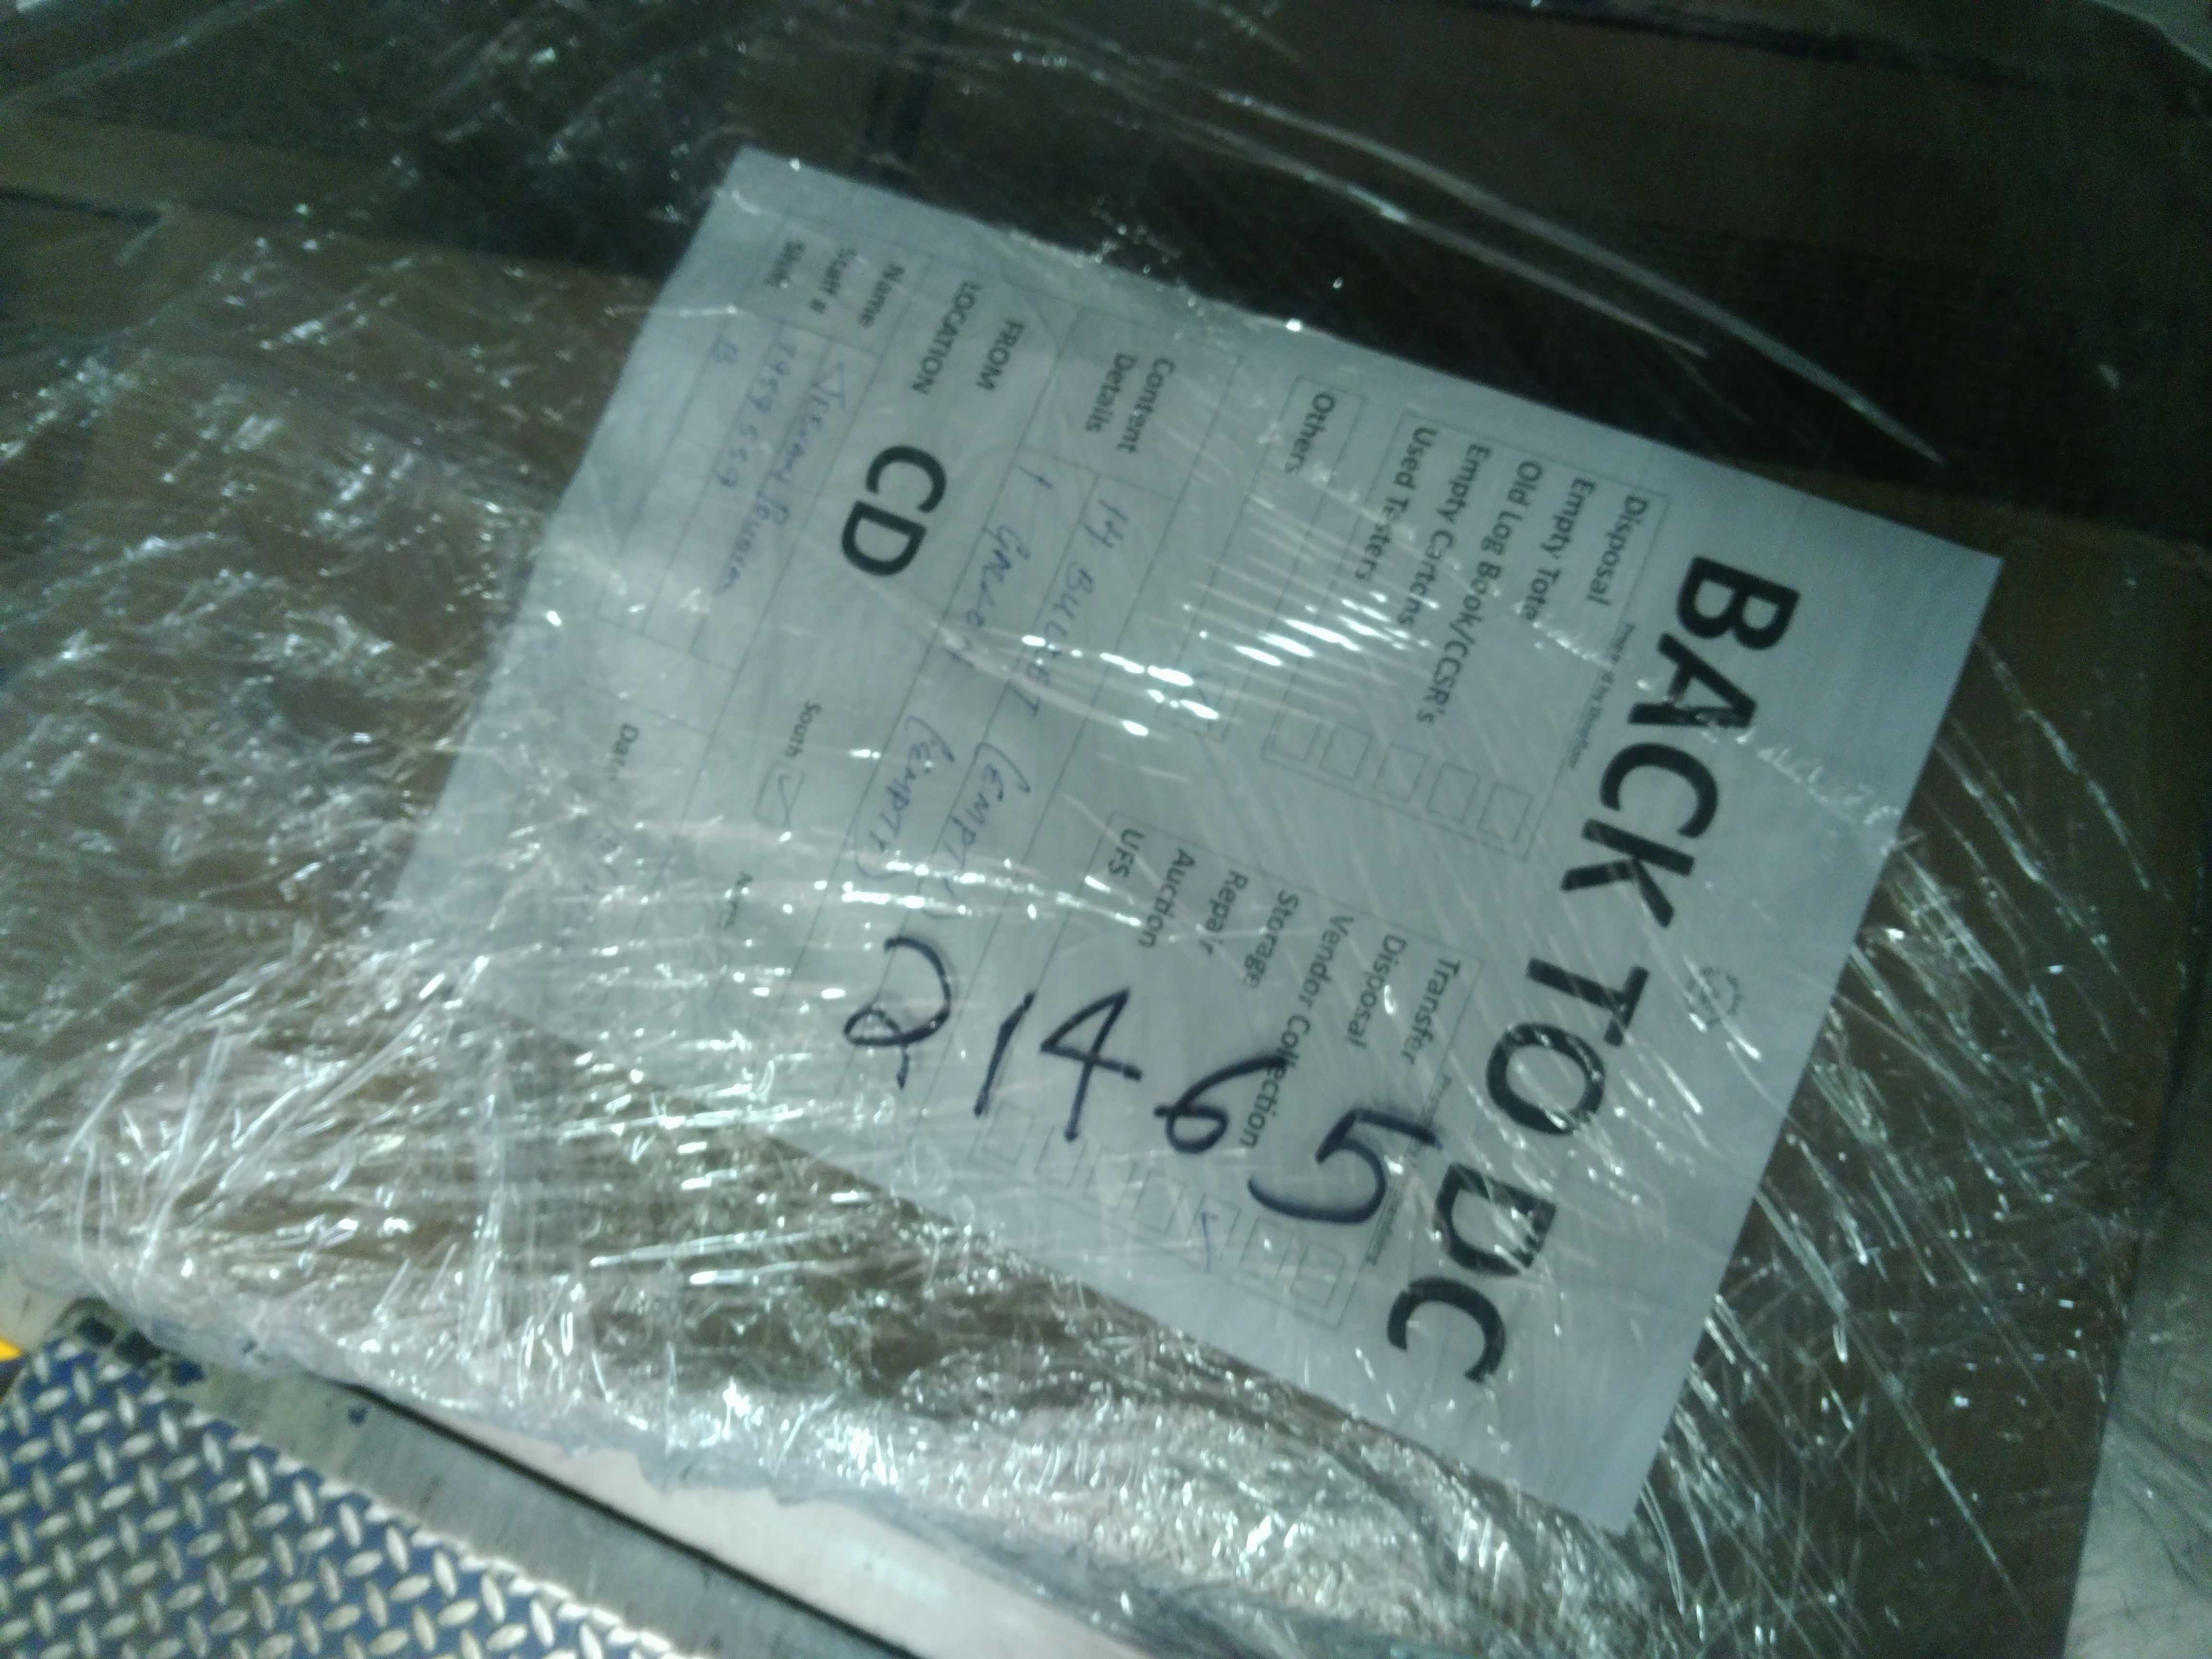 BACK TO DC
Disposal
Empty Tote
Old Log Book/CCSR's
Empty Cartons
Used Testers
Others
Transfer
Disposal
Vendor Collection
Storage
Repair
Auction
UFS
21465
Content
Details
14 BUCKET (EMPTY)
1 (EMPTY)
FROM
LOCATION
CD
South
Name
Staff #
Shift
B